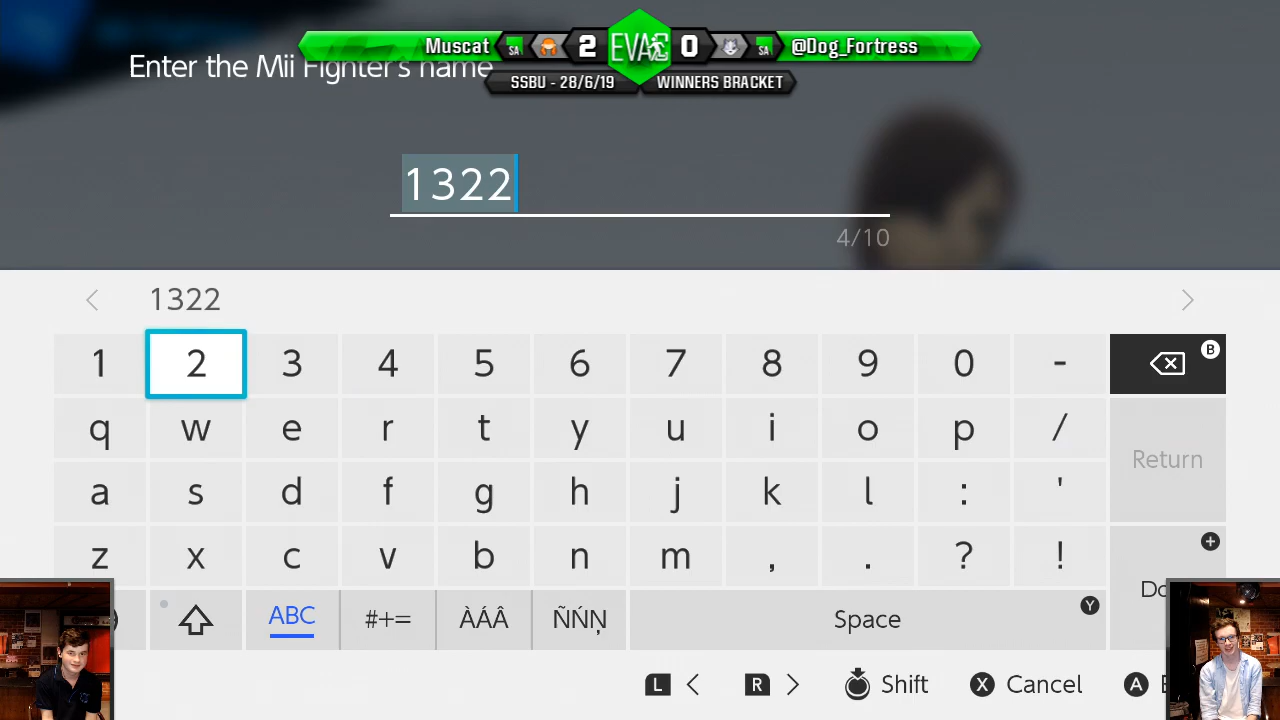 Muscat SA 2 EVAC 0 SA @Dog_Fortress
Enter the Mii Fighter's name
SSBU - 28/6/19 WINNERS BRACKET
1322
4/10
1322
1 2 3 4 5 6 7 8 9 0 - B
q w e r t y u i o p /
Return
a s d f g h j k l : '
z x c v b n m , . ? ! +
ABC #+= ÀÁÂ ÑŃŅ Space Y
L R Shift X Cancel A